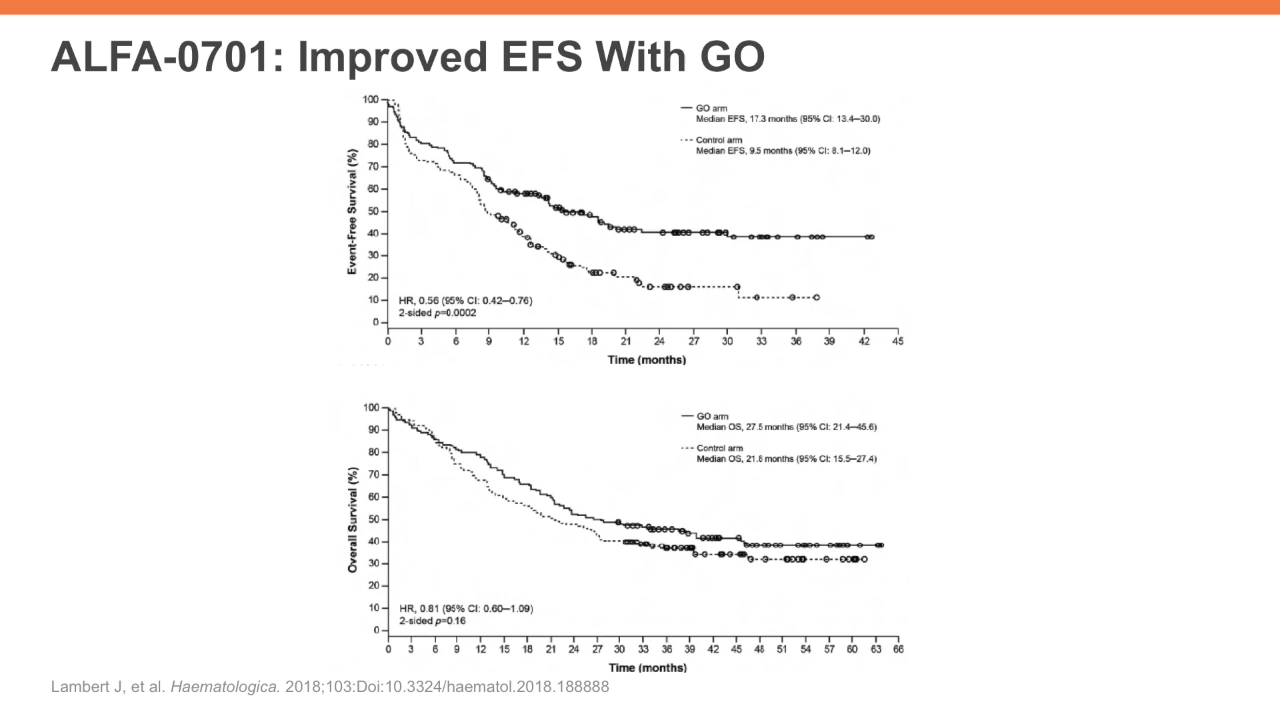 ALFA-0701: Improved EFS With GO
GO arm
Median EFS, 17.3 months (95% CI: 13.4–30.0)
Control arm
Median EFS, 9.5 months (95% CI: 8.1–12.0)
Event-Free Survival (%)
100
90
80
70
60
50
40
30
20
10
0
HR, 0.56 (95% CI: 0.42–0.76)
2-sided p=0.0002
0 3 6 9 12 15 18 21 24 27 30 33 36 39 42 45
Time (months)
GO arm
Median OS, 27.5 months (95% CI: 21.4–45.6)
Control arm
Median OS, 21.8 months (95% CI: 15.5–27.4)
Overall Survival (%)
100
90
80
70
60
50
40
30
20
10
0
HR, 0.81 (95% CI: 0.60–1.09)
2-sided p=0.16
0 3 6 9 12 15 18 21 24 27 30 33 36 39 42 45 48 51 54 57 60 63 66
Time (months)
Lambert J, et al. Haematologica. 2018;103:Doi:10.3324/haematol.2018.188888